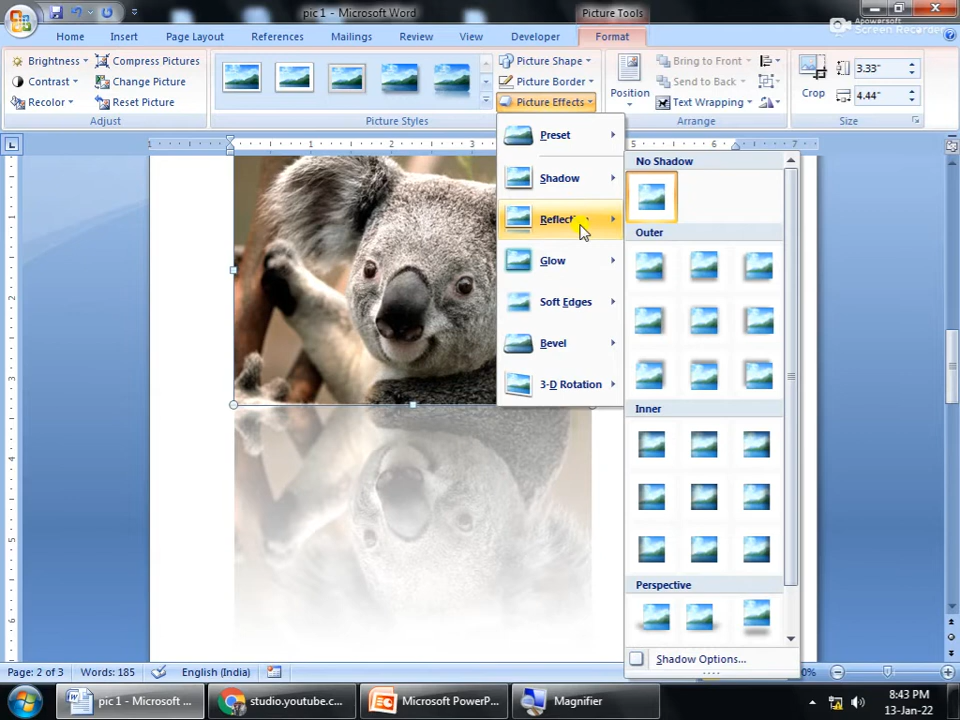 pic 1 - Microsoft Word
Picture Tools
Apowersoft
Screen Recorder
Home
Insert
Page Layout
References
Mailings
Review
View
Developer
Format
Brightness
Compress Pictures
Contrast
Change Picture
Recolor
Reset Picture
Adjust
Picture Styles
Picture Shape
Picture Border
Picture Effects
Position
Bring to Front
Send to Back
Text Wrapping
Arrange
Crop
3.33"
4.44"
Size
Preset
Shadow
Glow
Soft Edges
Bevel
3-D Rotation
No Shadow
Outer
Inner
Perspective
Shadow Options...
Page: 2 of 3
Words: 185
English (India)
pic 1 - Microsoft ...
studio.youtube.c...
Microsoft PowerP...
Magnifier
8:43 PM
13-Jan-22